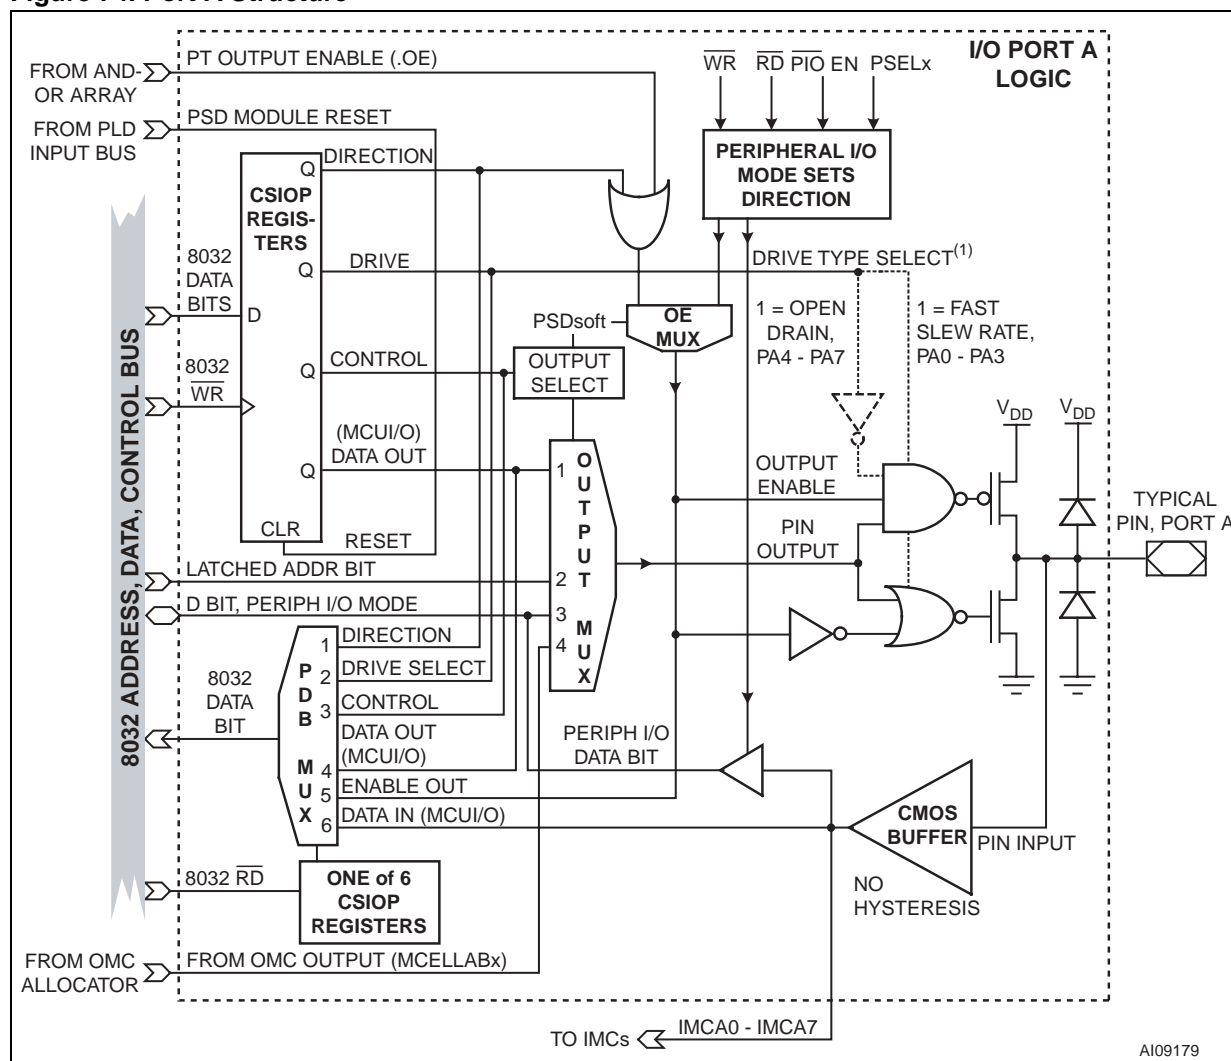 I/O PORT A
LOGIC
FROM AND-
OR ARRAY
PT OUTPUT ENABLE (.OE)
FROM PLD
INPUT BUS
PSD MODULE RESET
WR
RD
PIO EN
PSELx
PERIPHERAL I/O
MODE SETS
DIRECTION
CSIOP
REGIS-
TERS
Q
DIRECTION
Q
DRIVE
Q
CONTROL
Q
(MCUI/O)
DATA OUT
D
CLR
RESET
8032
DATA
BITS
8032
WR
8032 ADDRESS, DATA, CONTROL BUS
DRIVE TYPE SELECT(1)
1 = OPEN
DRAIN,
PA4 - PA7
1 = FAST
SLEW RATE,
PA0 - PA3
OE
MUX
PSDsoft
OUTPUT
SELECT
OUTPUT MUX
1
2
3
4
OUTPUT
ENABLE
PIN
OUTPUT
VDD
VDD
TYPICAL
PIN, PORT A
LATCHED ADDR BIT
D BIT, PERIPH I/O MODE
PDB MUX
1
DIRECTION
2
DRIVE SELECT
3
CONTROL
4
DATA OUT
(MCUI/O)
5
ENABLE OUT
6
DATA IN (MCUI/O)
8032
DATA
BIT
PERIPH I/O
DATA BIT
CMOS
BUFFER
PIN INPUT
NO
HYSTERESIS
8032 RD
ONE of 6
CSIOP
REGISTERS
FROM OMC
ALLOCATOR
FROM OMC OUTPUT (MCELLABx)
TO IMCs
IMCA0 - IMCA7
AI09179